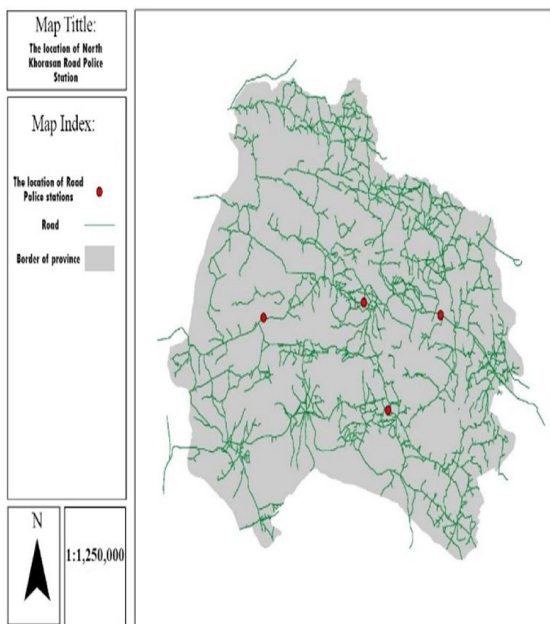 Map Tittle:
The location of North
Khorasan Road Police
Station
Map Index:
The location of Road
Police stations
Road
Border of province
N
1:1,250,000